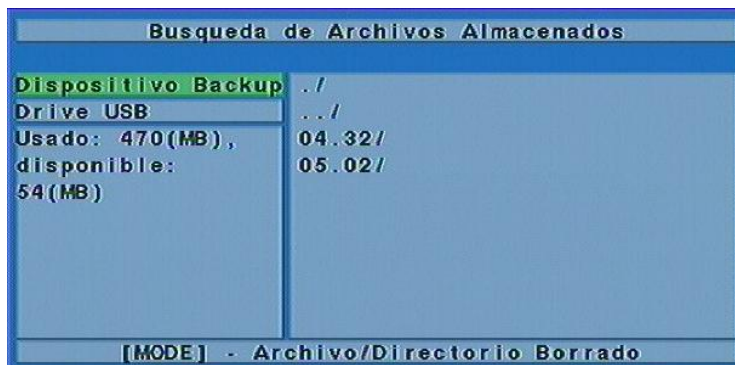 Busqueda de Archivos Almacenados
Dispositivo Backup
Drive USB
Usado: 470(MB),
disponible:
54(MB)
./
../
04.32/
05.02/
[MODE] - Archivo/Directorio Borrado